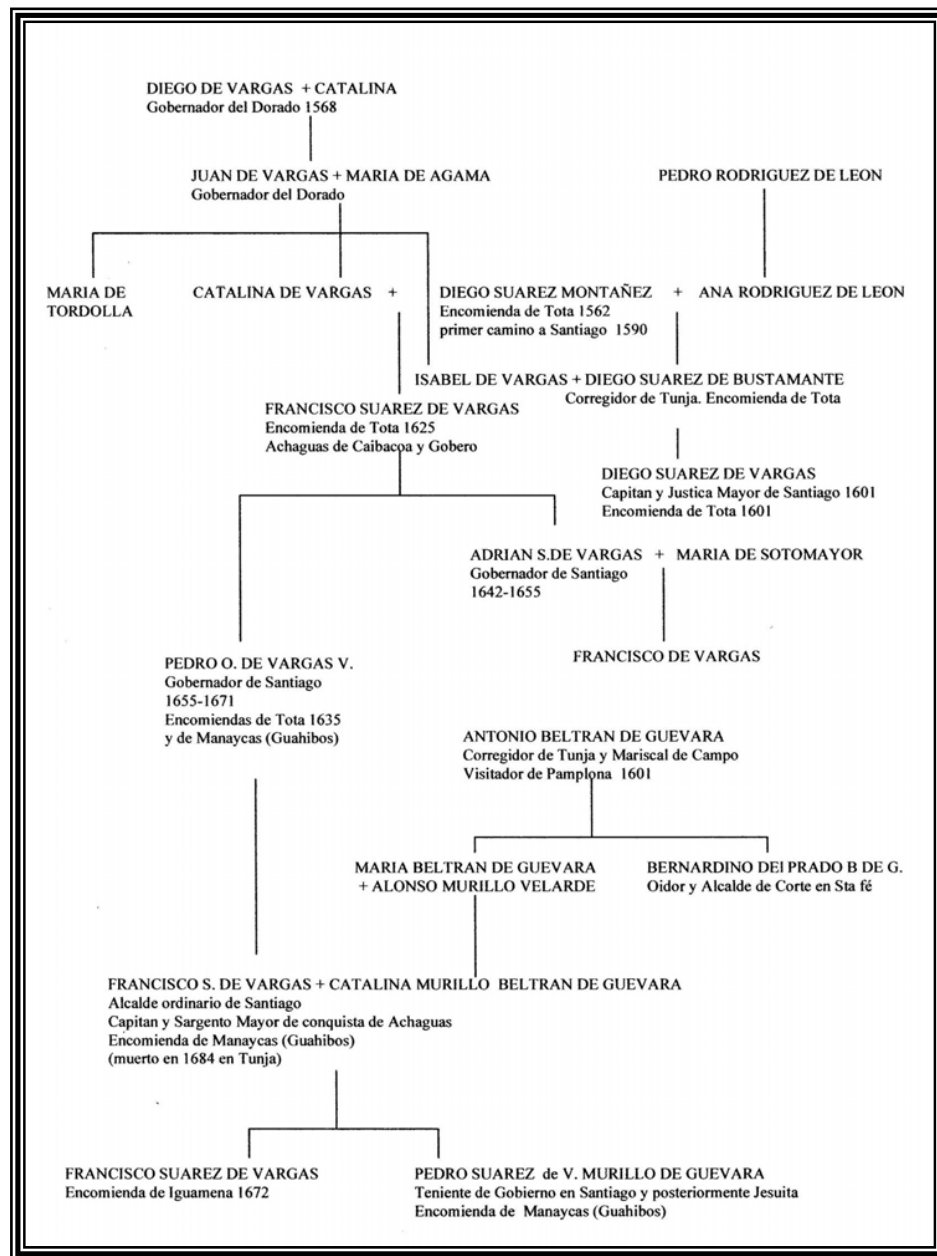 DIEGO DE VARGAS + CATALINA
Gobernador del Dorado 1568
JUAN DE VARGAS + MARIA DE AGAMA
Gobernador del Dorado
PEDRO RODRIGUEZ DE LEON
MARIA DE
TORDOLLA
CATALINA DE VARGAS +
DIEGO SUAREZ MONTAÑEZ + ANA RODRIGUEZ DE LEON
Encomienda de Tota 1562
primer camino a Santiago 1590
ISABEL DE VARGAS + DIEGO SUAREZ DE BUSTAMANTE
Corregidor de Tunja. Encomienda de Tota
FRANCISCO SUAREZ DE VARGAS
Encomienda de Tota 1625
Achaguas de Caibacoa y Gobero
DIEGO SUAREZ DE VARGAS
Capitan y Justica Mayor de Santiago 1601
Encomienda de Tota 1601
ADRIAN S.DE VARGAS + MARIA DE SOTOMAYOR
Gobernador de Santiago
1642-1655
FRANCISCO DE VARGAS
PEDRO O. DE VARGAS V.
Gobernador de Santiago
1655-1671
Encomiendas de Tota 1635
y de Manaycas (Guahibos)
ANTONIO BELTRAN DE GUEVARA
Corregidor de Tunja y Mariscal de Campo
Visitador de Pamplona 1601
MARIA BELTRAN DE GUEVARA
+ ALONSO MURILLO VELARDE
BERNARDINO DEI PRADO B DE G.
Oidor y Alcalde de Corte en Sta fé
FRANCISCO S. DE VARGAS + CATALINA MURILLO BELTRAN DE GUEVARA
Alcalde ordinario de Santiago
Capitan y Sargento Mayor de conquista de Achaguas
Encomienda de Manaycas (Guahibos)
(muerto en 1684 en Tunja)
FRANCISCO SUAREZ DE VARGAS
Encomienda de Iguamena 1672
PEDRO SUAREZ de V. MURILLO DE GUEVARA
Teniente de Gobierno en Santiago y posteriormente Jesuita
Encomienda de Manaycas (Guahibos)